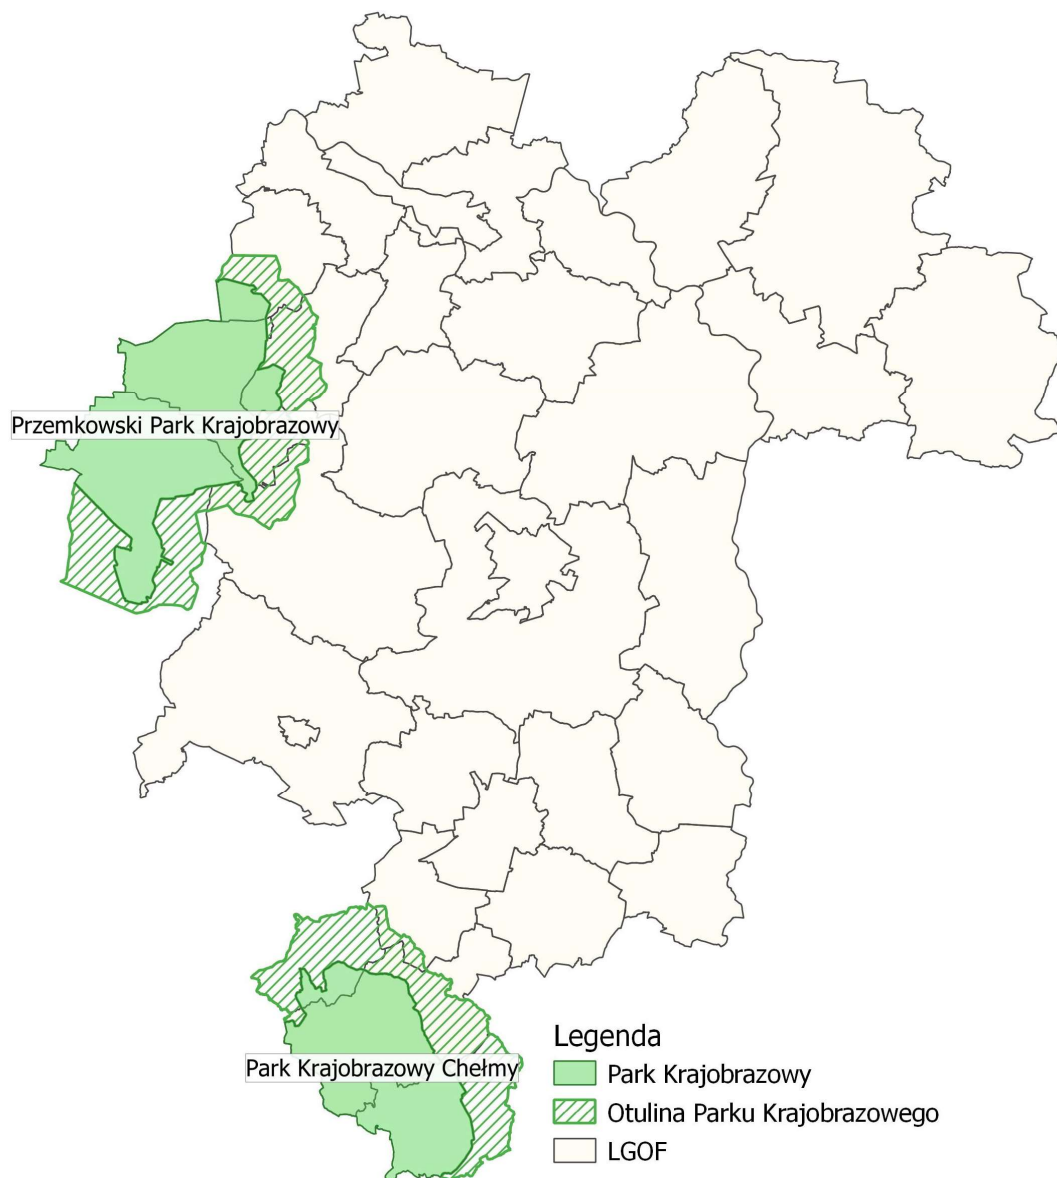 Przemkowski Park Krajobrazowy
Park Krajobrazowy Chełmy
Legenda
Park Krajobrazowy
Otulina Parku Krajobrazowego
LGOF